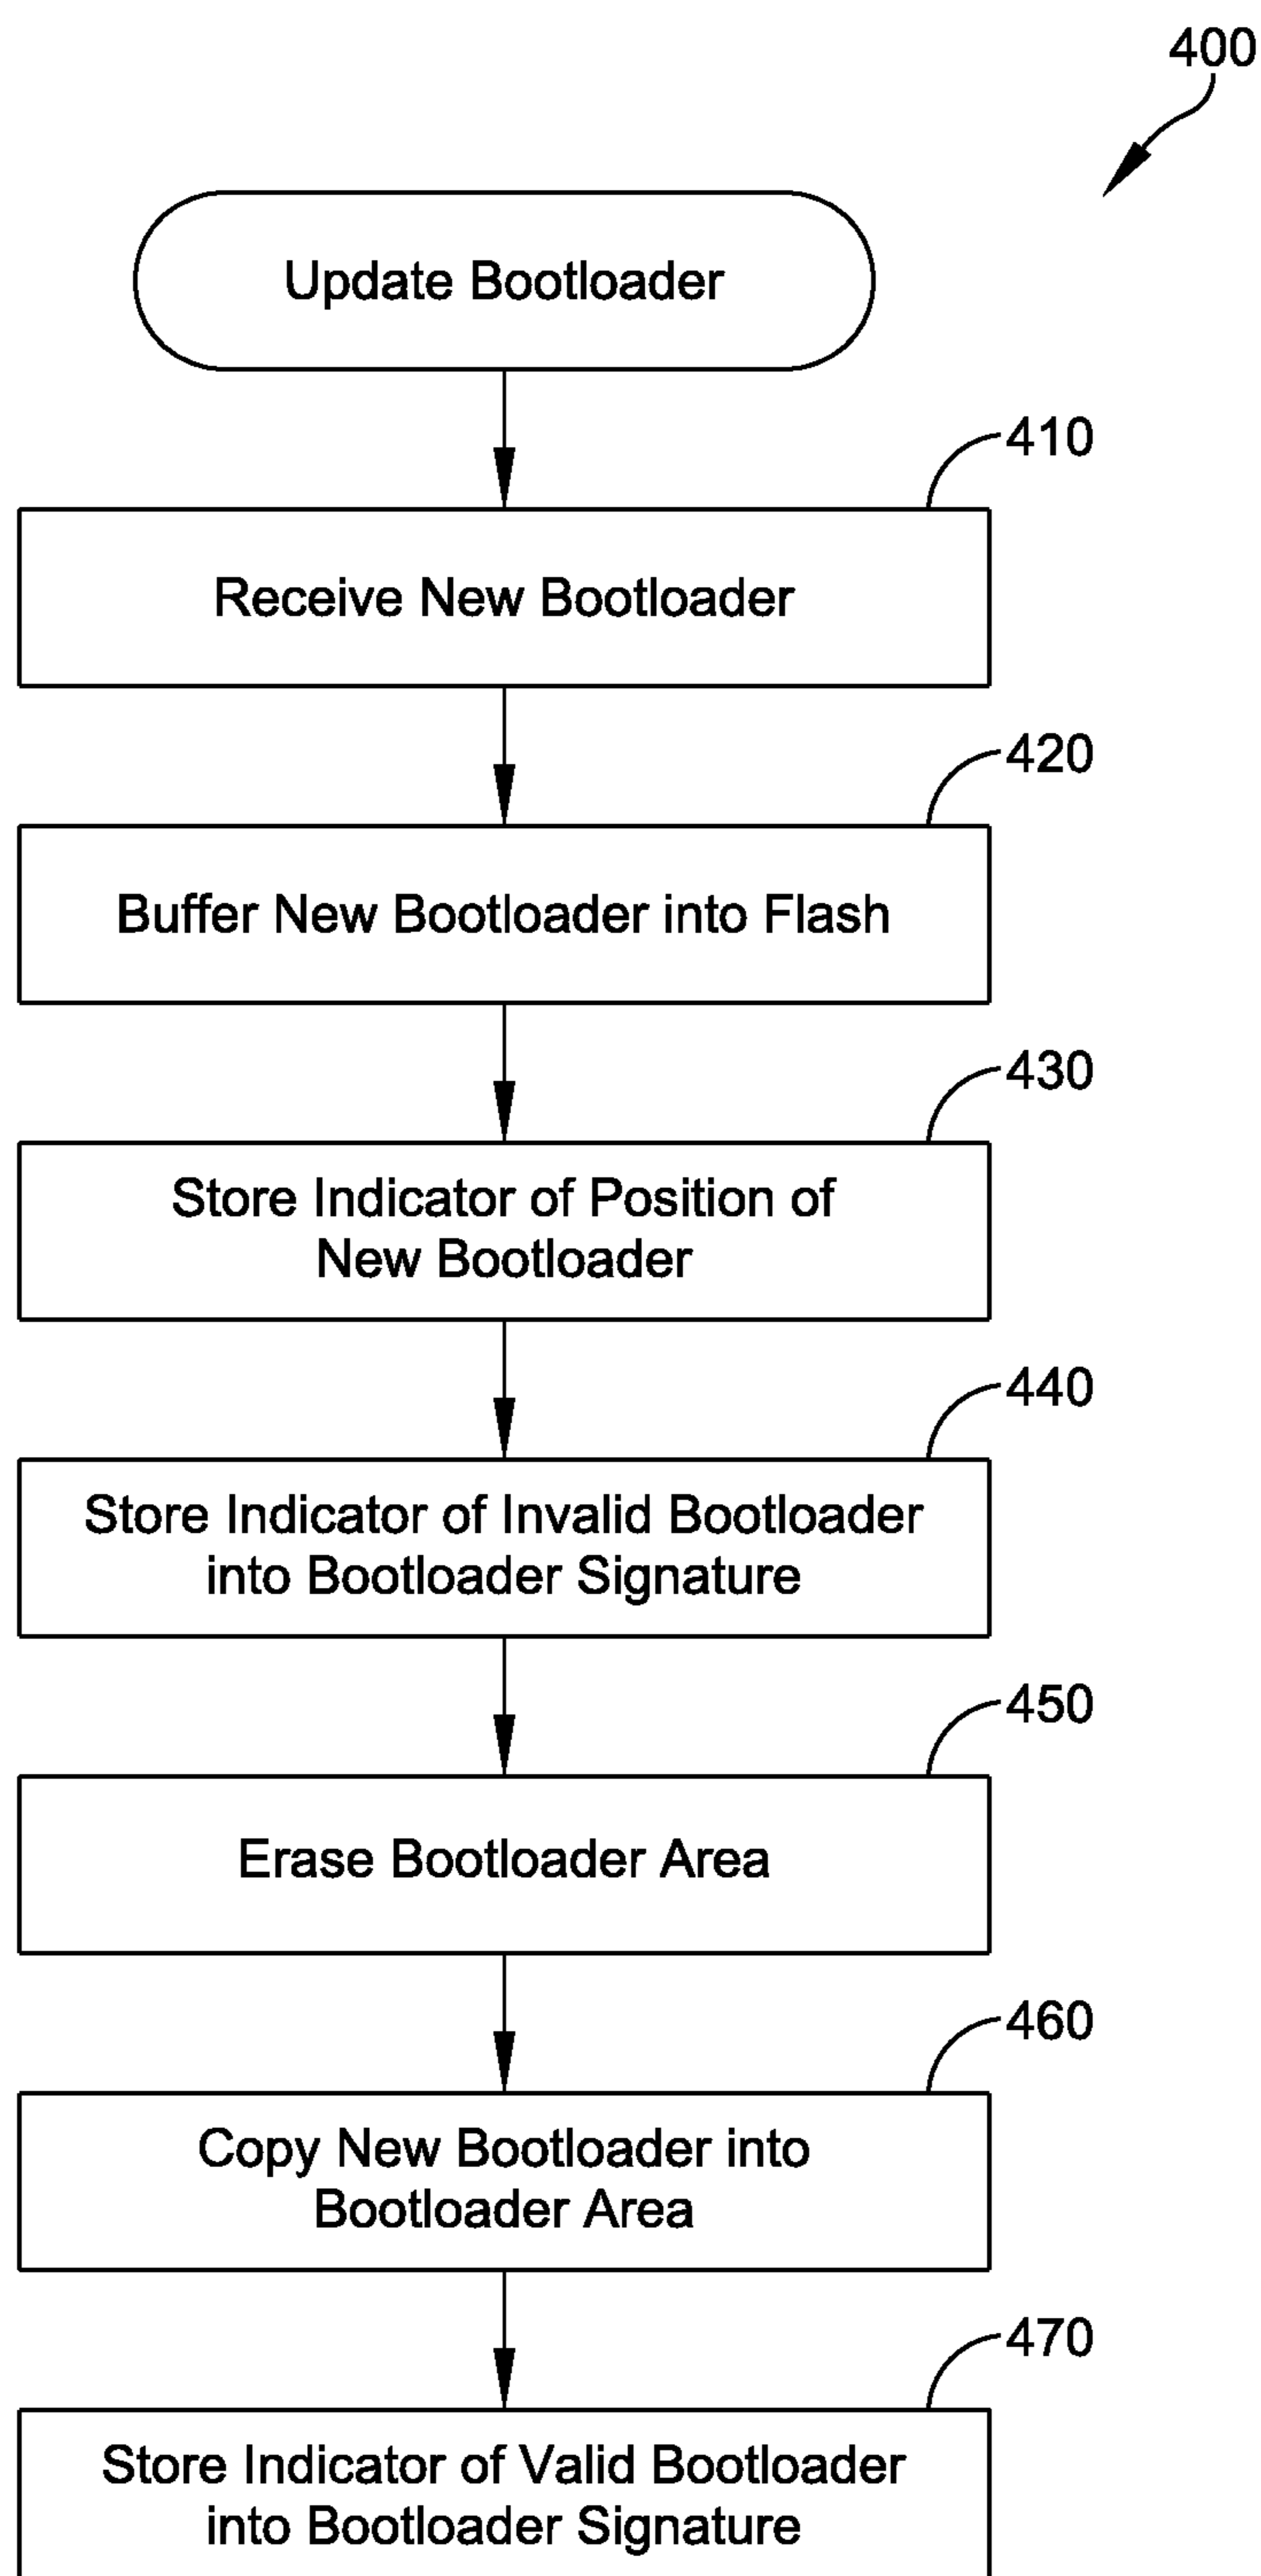 400
Update Bootloader
410
Receive New Bootloader
420
Buffer New Bootloader into Flash
430
Store Indicator of Position of
New Bootloader
440
Store Indicator of Invalid Bootloader
into Bootloader Signature
450
Erase Bootloader Area
460
Copy New Bootloader into
Bootloader Area
470
Store Indicator of Valid Bootloader
into Bootloader Signature